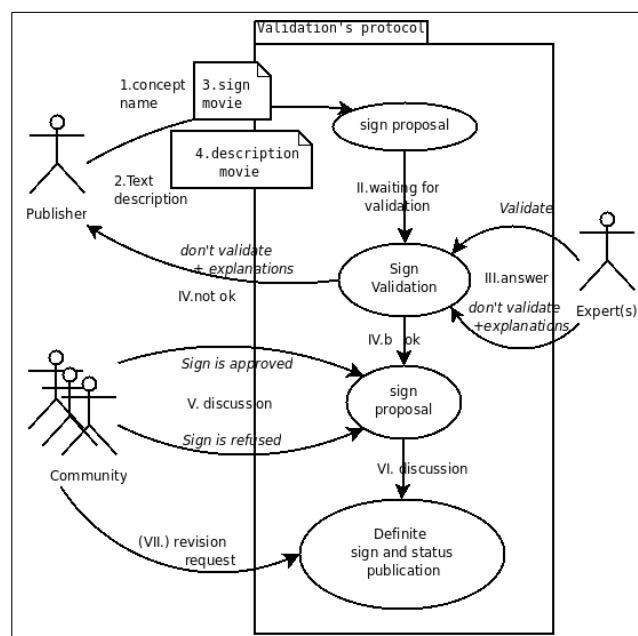 Validation's protocol
1.concept
name
3.sign
movie
sign proposal
4.description
movie
2.Text
description
Publisher
II.waiting for
validation
Validate
don't validate
+ explanations
IV.not ok
Sign
Validation
III.answer
don't validate
+explanations
Expert(s)
IV.b ok
Sign is approved
V. discussion
sign
proposal
Sign is refused
Community
VI. discussion
(VII.) revision
request
Definite
sign and status
publication